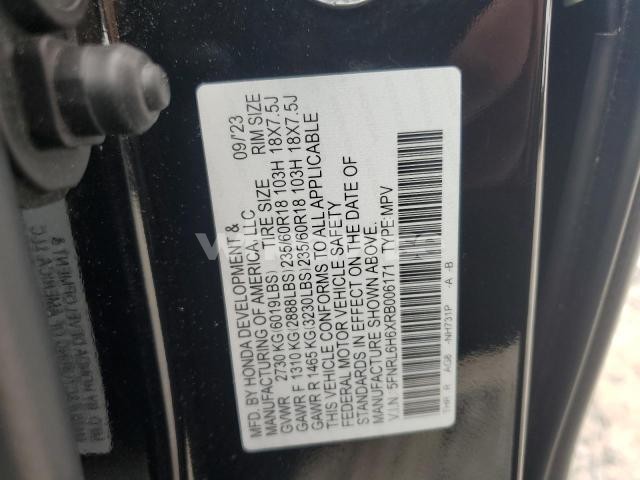 MFD. BY HONDA DEVELOPMENT & 09/'23
MANUFACTURING OF AMERICA, LLC
TIRE SIZE RIM SIZE
GVWR 2730 KG(6019LBS)
GAWR F 1310 KG(2888LBS) 235/60R18 103H 18X7.5J
GAWR R 1465 KG(3230LBS) 235/60R18 103H 18X7.5J
THIS VEHICLE CONFORMS TO ALL APPLICABLE
FEDERAL MOTOR VEHICLE SAFETY
STANDARDS IN EFFECT ON THE DATE OF
MANUFACTURE SHOWN ABOVE.
V.I.N: 5FNRL6H6XRB006171 TYPE:MPV
THR R AG8 -NH731P -A -B